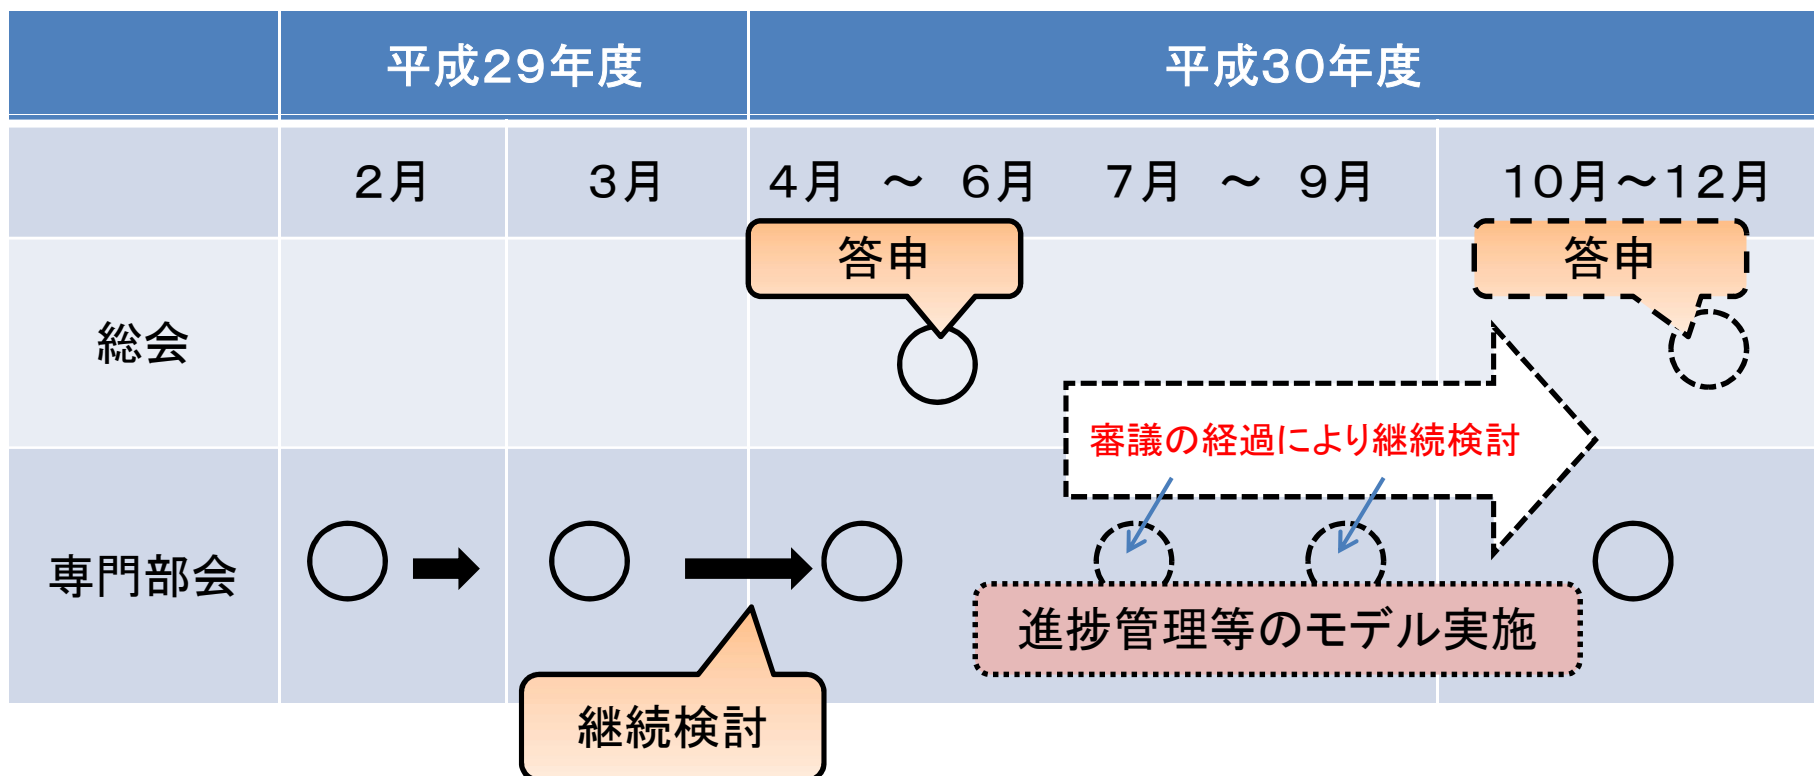 平成29年度
平成30年度
2月
3月
4月 ～ 6月
7月 ～ 9月
10月～12月
答申
答申
総会
審議の経過により継続検討
専門部会
進捗管理等のモデル実施
継続検討